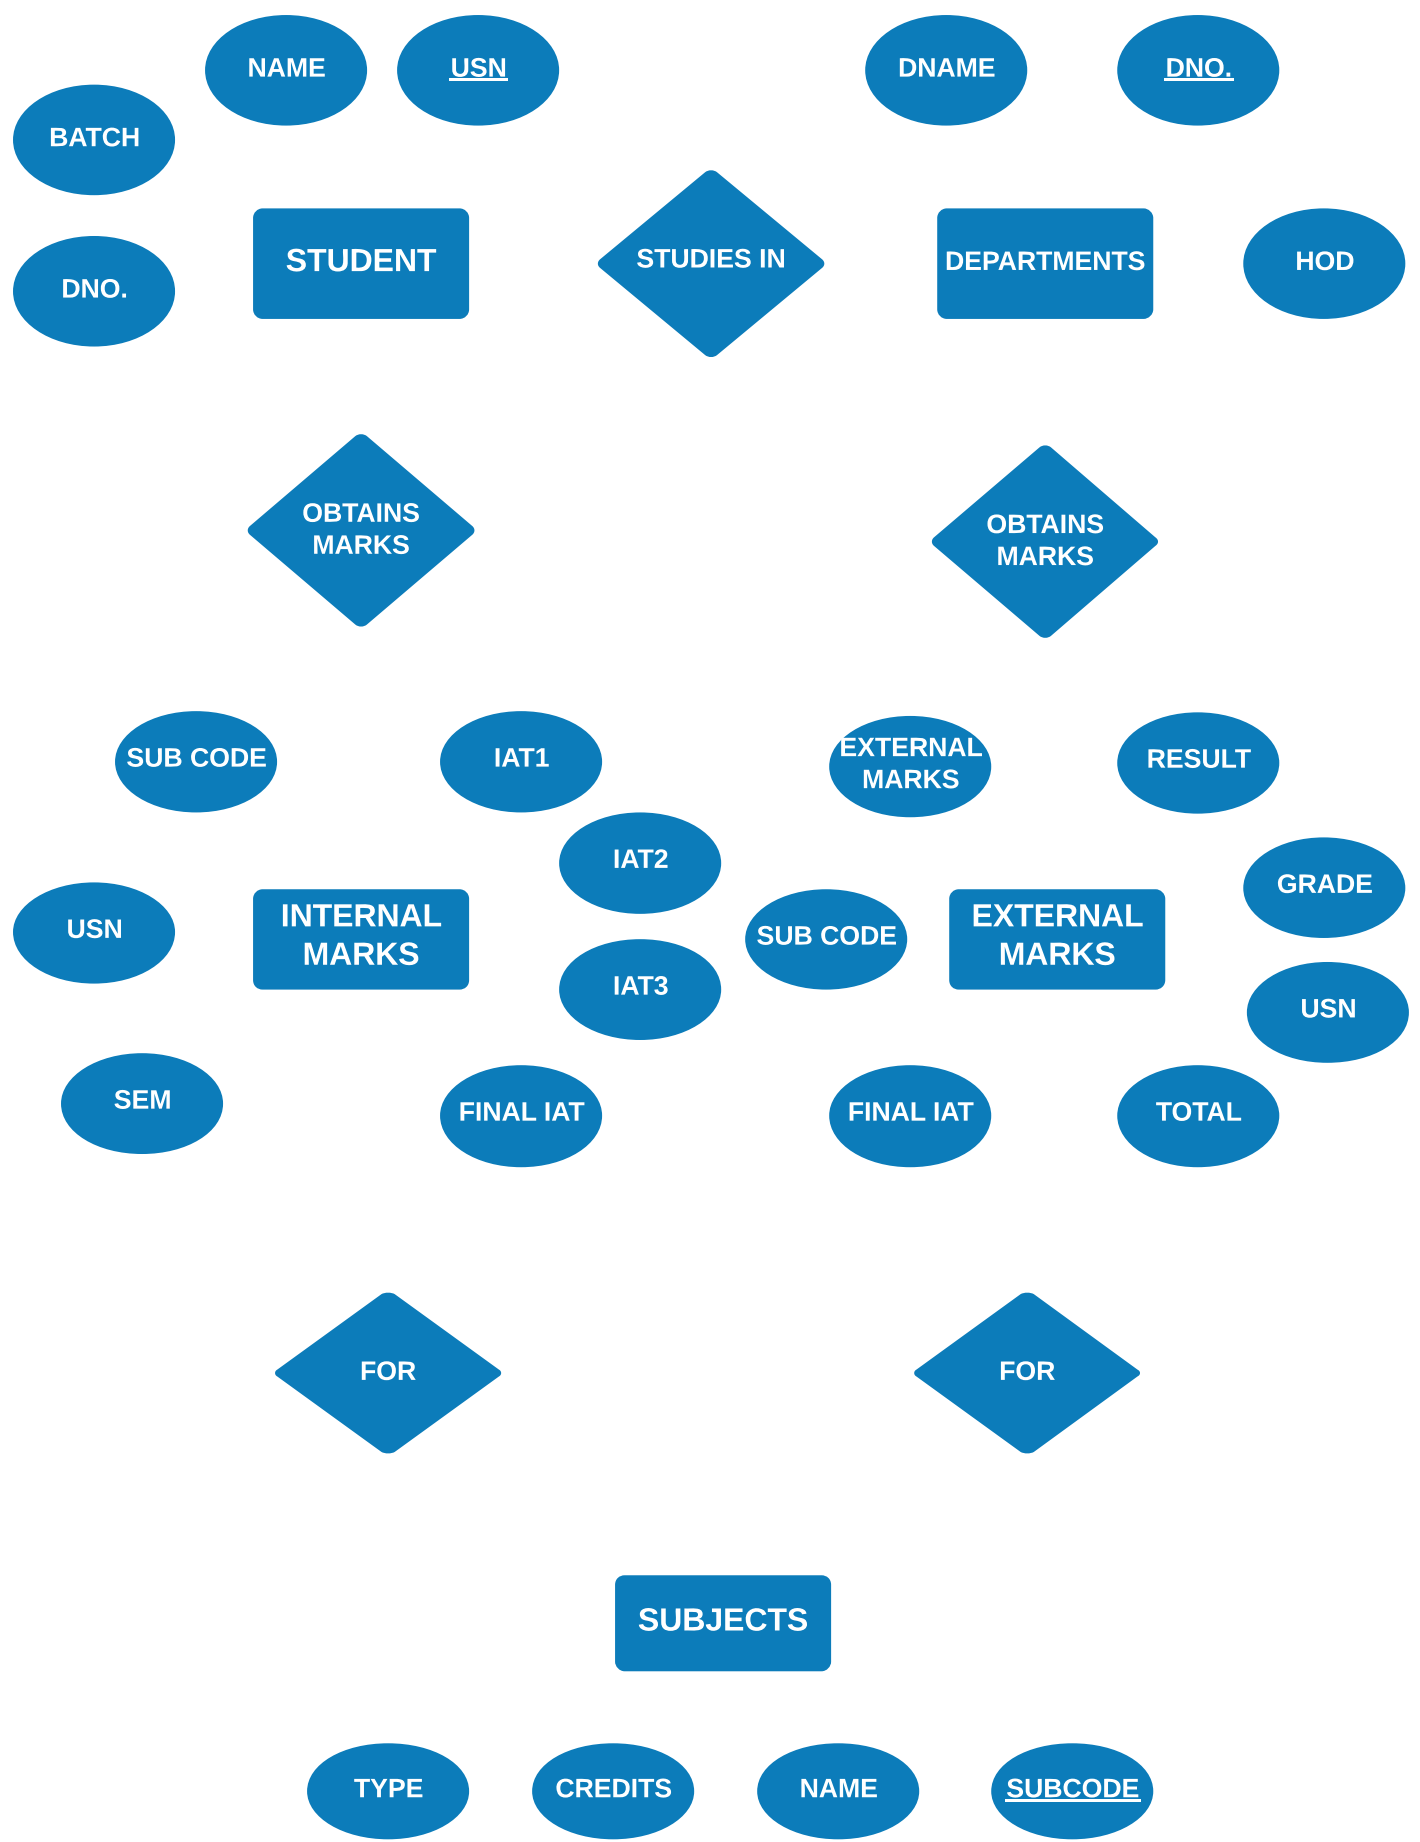 NAME
USN
DNAME
DNO.
BATCH
STUDENT
STUDIES IN
DEPARTMENTS
HOD
DNO.
OBTAINS
MARKS
OBTAINS
MARKS
SUB CODE
IAT1
EXTERNAL
MARKS
RESULT
IAT2
GRADE
USN
INTERNAL
MARKS
SUB CODE
EXTERNAL
MARKS
IAT3
USN
SEM
FINAL IAT
FINAL IAT
TOTAL
FOR
FOR
SUBJECTS
TYPE
CREDITS
NAME
SUBCODE